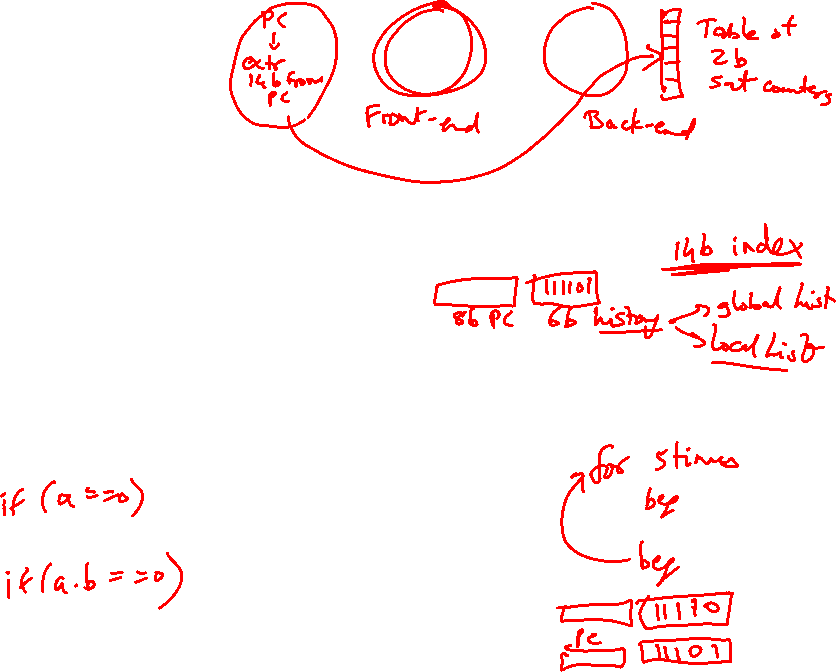 PC
extr
14b from
PC
Front-end
Back-end
Table of
2b
sat counters
14b index
8b PC
111101
6b history
global hist
local hist
if (a==0)
if (a.b==0)
for 5 times
beq
beq
11110
PC
11101